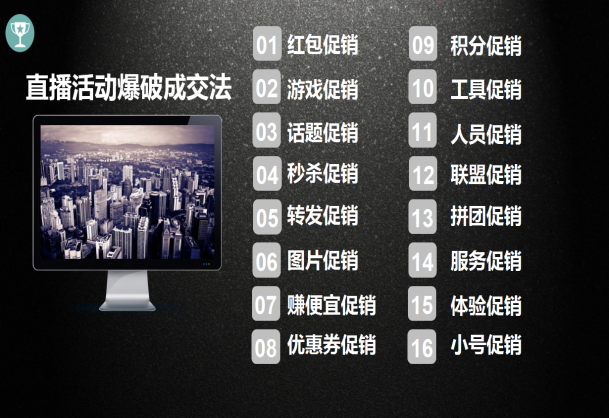 直播活动爆破成交法
01 红包促销
02 游戏促销
03 话题促销
04 秒杀促销
05 转发促销
06 图片促销
07 赚便宜促销
08 优惠券促销
09 积分促销
10 工具促销
11 人员促销
12 联盟促销
13 拼团促销
14 服务促销
15 体验促销
16 小号促销